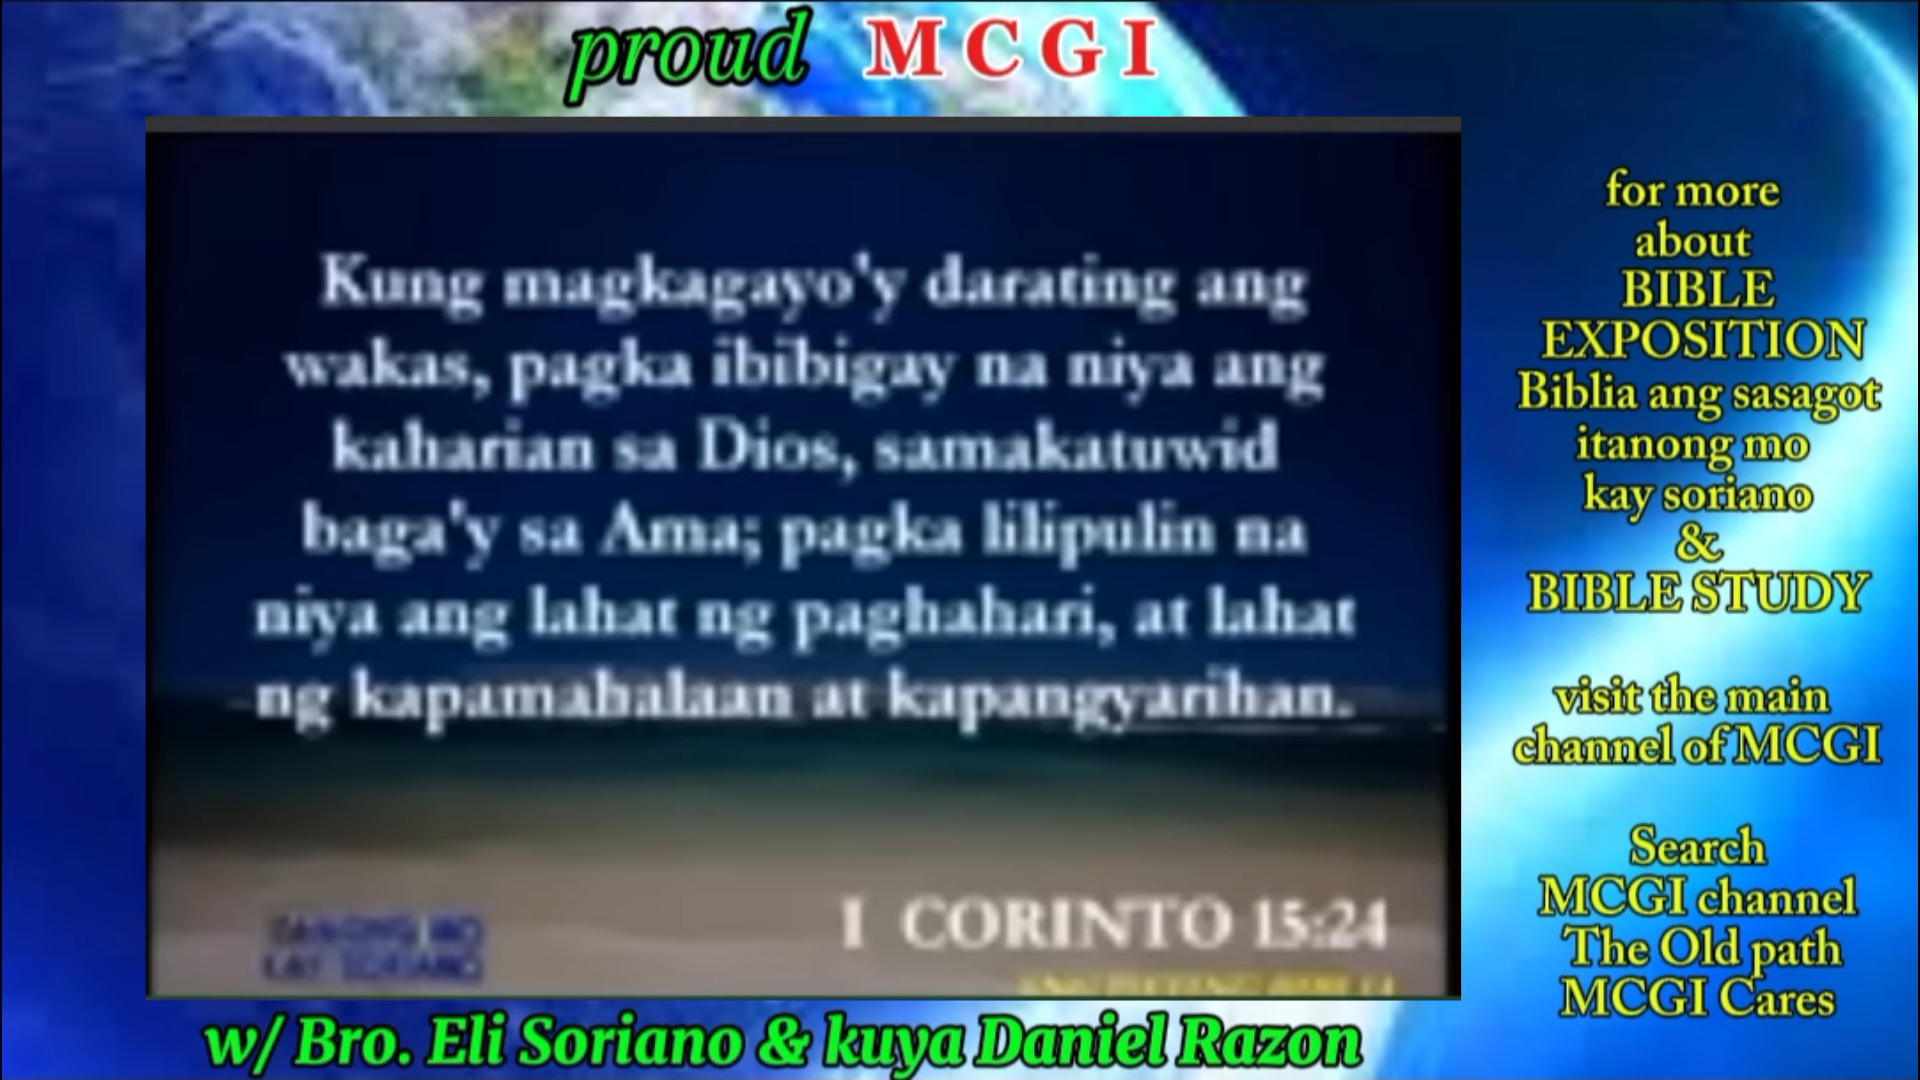 proud MCGI
Kung magkagayo'y darating ang
wakas, pagka ibibigay na niya ang
kaharian sa Dios, samakatuwid
baga'y sa Ama; pagka lilipulin na
niya ang lahat ng paghahari, at lahat
ng kapamahalaan at kapangyarihan.
I CORINTO 15:24
KAY SORIANO
w/ Bro. Eli Soriano & kuya Daniel Razon
for more
about
BIBLE
EXPOSITION
Biblia ang sasagot
itanong mo
kay soriano
&
BIBLE STUDY
visit the main
channel of MCGI
Search
MCGI channel
The Old path
MCGI Cares